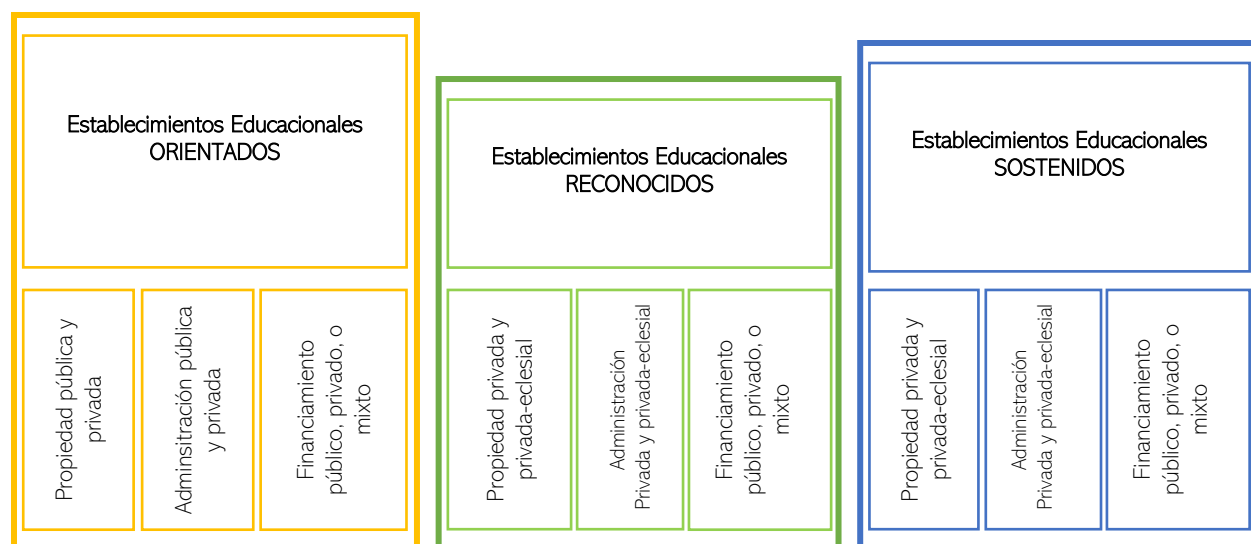 Establecimientos Educacionales
ORIENTADOS
Propiedad pública y
privada
Adminsitración pública
y privada
Financiamiento
público, privado, o
mixto
Establecimientos Educacionales
RECONOCIDOS
Propiedad privada y
privada-eclesial
Administración
Privada y privada-eclesial
Financiamiento
público, privado, o
mixto
Establecimientos Educacionales
SOSTENIDOS
Propiedad privada y
privada-eclesial
Administración
Privada y privada-eclesial
Financiamiento
público, privado, o
mixto